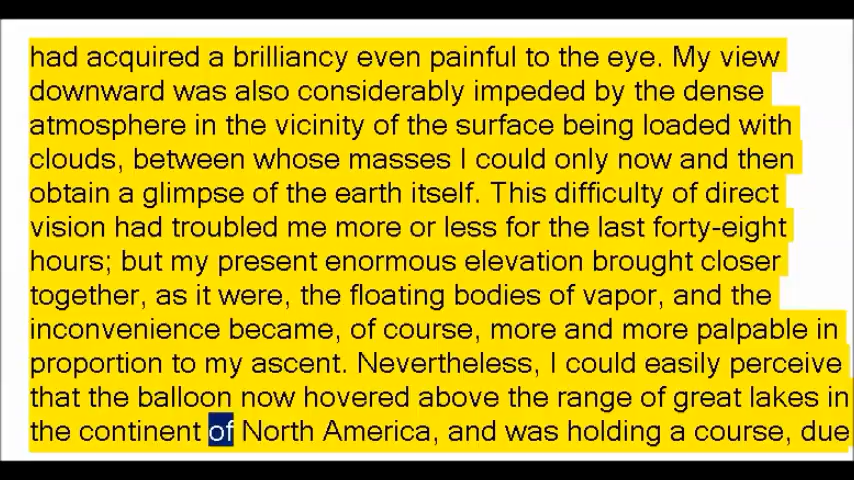 had acquired a brilliancy even painful to the eye. My view
downward was also considerably impeded by the dense
atmosphere in the vicinity of the surface being loaded with
clouds, between whose masses I could only now and then
obtain a glimpse of the earth itself. This difficulty of direct
vision had troubled me more or less for the last forty-eight
hours; but my present enormous elevation brought closer
together, as it were, the floating bodies of vapor, and the
inconvenience became, of course, more and more palpable in
proportion to my ascent. Nevertheless, I could easily perceive
that the balloon now hovered above the range of great lakes in
the continent of North America, and was holding a course, due